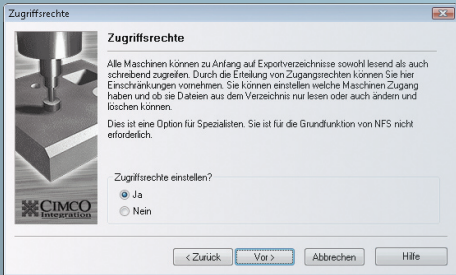 Zugriffsrechte
Zugriffsrechte
Alle Maschinen können zu Anfang auf Exportverzeichnisse sowohl lesend als auch
schreibend zugreifen. Durch die Erteilung von Zugangsrechten können Sie hier
Einschränkungen vornehmen. Sie können einstellen welche Maschinen Zugang
haben und ob sie Dateien aus dem Verzeichnis nur lesen oder auch ändern und
löschen können.
Dies ist eine Option für Spezialisten. Sie ist für die Grundfunktion von NFS nicht
erforderlich.
CIMCO
Integration
Zugriffsrechte einstellen?
Ja
Nein
< Zurück
Vor >
Abbrechen
Hilfe